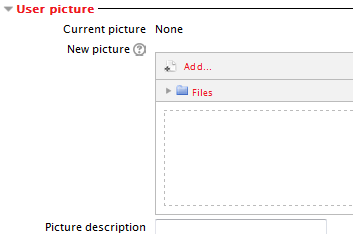 User picture
Current picture None
New picture
Add...
Files
Picture description